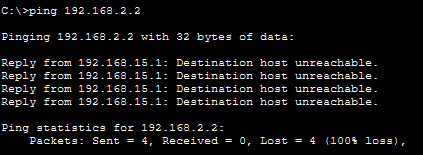 C:\>ping 192.168.2.2
Pinging 192.168.2.2 with 32 bytes of data:
Reply from 192.168.15.1: Destination host unreachable.
Reply from 192.168.15.1: Destination host unreachable.
Reply from 192.168.15.1: Destination host unreachable.
Reply from 192.168.15.1: Destination host unreachable.
Ping statistics for 192.168.2.2:
    Packets: Sent = 4, Received = 0, Lost = 4 (100% loss),